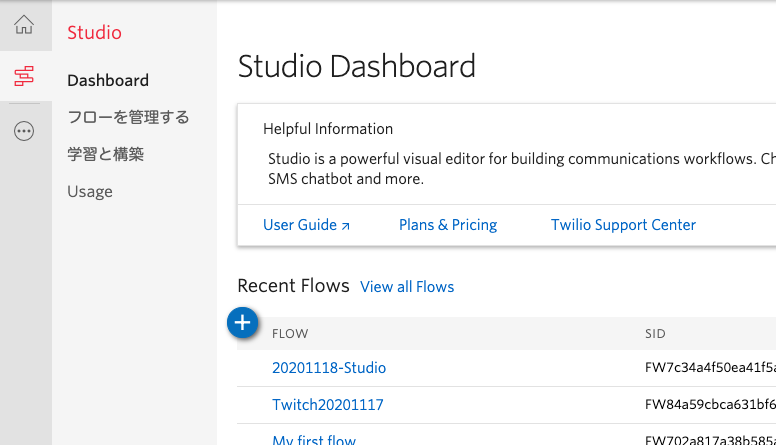 Studio
Dashboard
フローを管理する
学習と構築
Usage
Studio Dashboard
Helpful Information
Studio is a powerful visual editor for building communications workflows. Ch
SMS chatbot and more.
User Guide Plans & Pricing Twilio Support Center
Recent Flows View all Flows
FLOW SID
20201118-Studio FW7c34a4f50ea41f5a
Twitch20201117 FW84a59cbca631bf6
My first flow FW702a817a38b585a